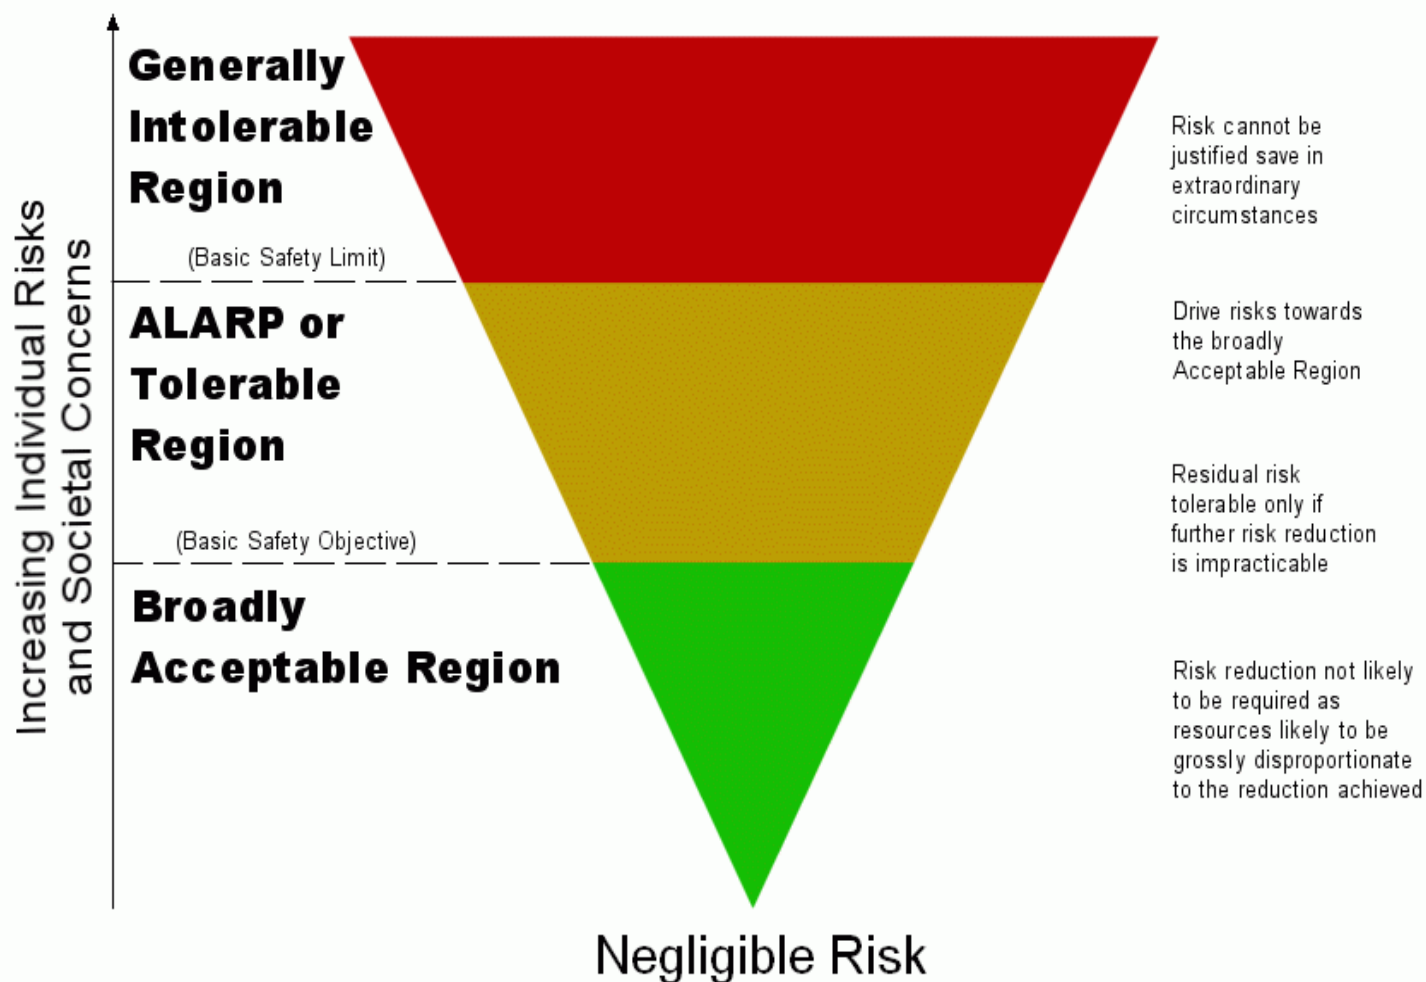 Increasing Individual Risks
and Societal Concerns
Generally
Intolerable
Region
(Basic Safety Limit)
ALARP or
Tolerable
Region
(Basic Safety Objective)
Broadly
Acceptable Region
Risk cannot be
justified save in
extraordinary
circumstances
Drive risks towards
the broadly
Acceptable Region
Residual risk
tolerable only if
further risk reduction
is impracticable
Risk reduction not likely
to be required as
resources likely to be
grossly disproportionate
to the reduction achieved
Negligible Risk